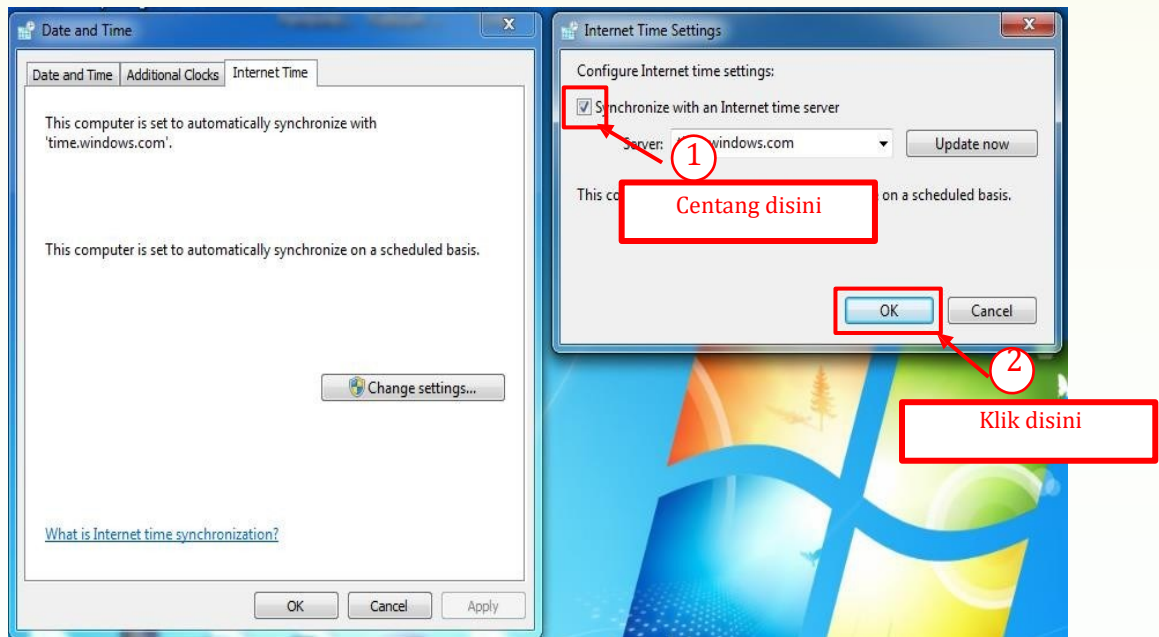 Date and Time
Date and Time Additional Clocks Internet Time
This computer is set to automatically synchronize with
'time.windows.com'.
This computer is set to automatically synchronize on a scheduled basis.
Change settings...
What is Internet time synchronization?
OK Cancel Apply
Internet Time Settings
Configure Internet time settings:
Synchronize with an Internet time server
Server: windows.com Update now
1
This on a scheduled basis.
Centang disini
OK Cancel
2
Klik disini